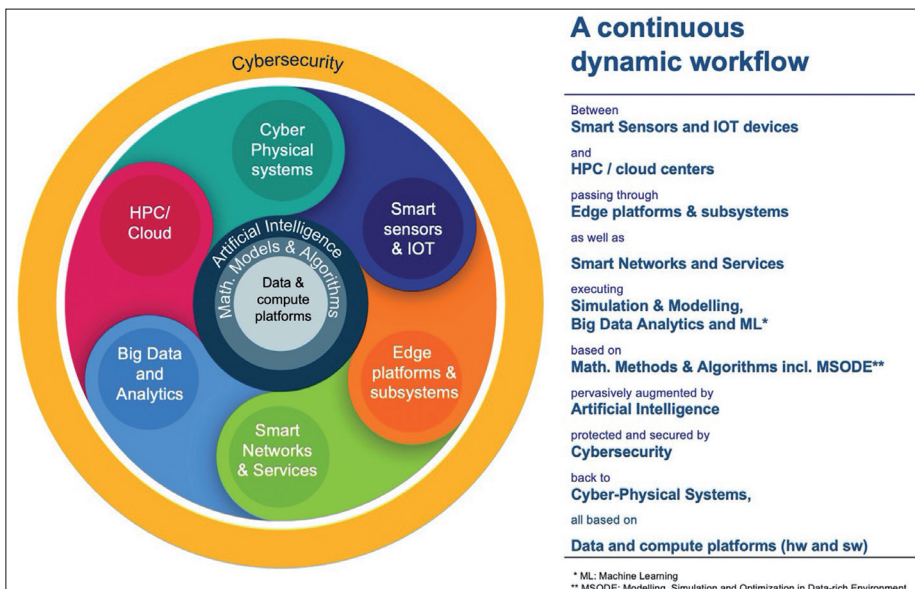 Cybersecurity
Cyber
Physical
systems
HPC/
Cloud
Smart
sensors
& IOT
Artificial Intelligence
Math. Models & Algorithms
Data &
compute
platforms
Big Data
and
Analytics
Edge
platforms &
subsystems
Smart
Networks
& Services
A continuous
dynamic workflow
Between
Smart Sensors and IOT devices
and
HPC / cloud centers
passing through
Edge platforms & subsystems
as well as
Smart Networks and Services
executing
Simulation & Modelling,
Big Data Analytics and ML*
based on
Math. Methods & Algorithms incl. MSODE**
pervasively augmented by
Artificial Intelligence
protected and secured by
Cybersecurity
back to
Cyber-Physical Systems,
all based on
Data and compute platforms (hw and sw)
* ML: Machine Learning
** MSODE: Modelling, Simulation and Optimization in Data-rich Environment